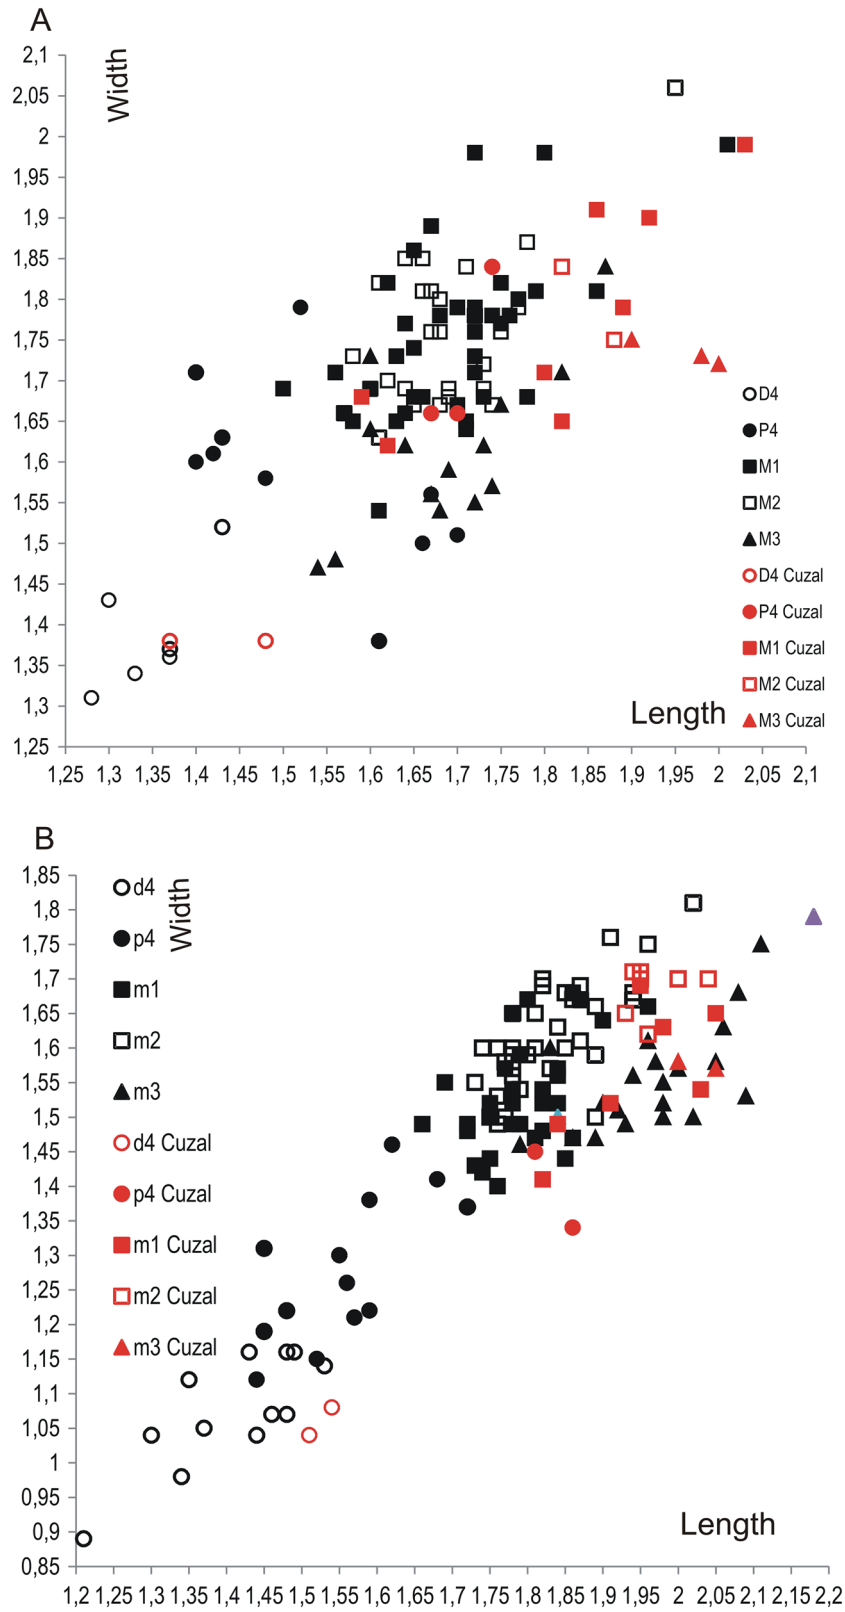 A
Width
2,1
2,05
2
1,95
1,9
1,85
1,8
1,75
1,7
1,65
1,6
1,55
1,5
1,45
1,4
1,35
1,3
1,25
D4
P4
M1
M2
M3
D4 Cuzal
P4 Cuzal
M1 Cuzal
M2 Cuzal
M3 Cuzal
Length
1,25 1,3 1,35 1,4 1,45 1,5 1,55 1,6 1,65 1,7 1,75 1,8 1,85 1,9 1,95 2 2,05 2,1
B
Width
1,85
1,8
1,75
1,7
1,65
1,6
1,55
1,5
1,45
1,4
1,35
1,3
1,25
1,2
1,15
1,1
1,05
1
0,95
0,9
0,85
d4
p4
m1
m2
m3
d4 Cuzal
p4 Cuzal
m1 Cuzal
m2 Cuzal
m3 Cuzal
Length
1,2 1,25 1,3 1,35 1,4 1,45 1,5 1,55 1,6 1,65 1,7 1,75 1,8 1,85 1,9 1,95 2 2,05 2,1 2,15 2,2